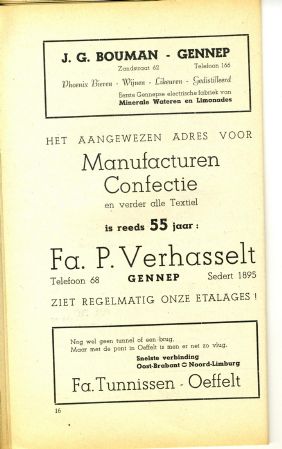 J. G. BOUMAN - GENNEP
Zandstraat 62 Telefoon 166
Phoenix Bieren - Wijnen - Likeuren - Gedistilleerd
Eerste Gennepse electrische fabriek van
Minerale Wateren en Limonades
HET AANGEWEZEN ADRES VOOR
Manufacturen
Confectie
en verder alle Textiel
is reeds 55 jaar :
Fa. P. Verhasselt
Telefoon 68 GENNEP Sedert 1895
ZIET REGELMATIG ONZE ETALAGES !
Nog wel geen tunnel of een brug.
Maar met de pont in Oeffelt is men er net zo vlug.
Snelste verbinding
Oost-Brabant Noord-Limburg
Fa. Tunnissen - Oeffelt
16